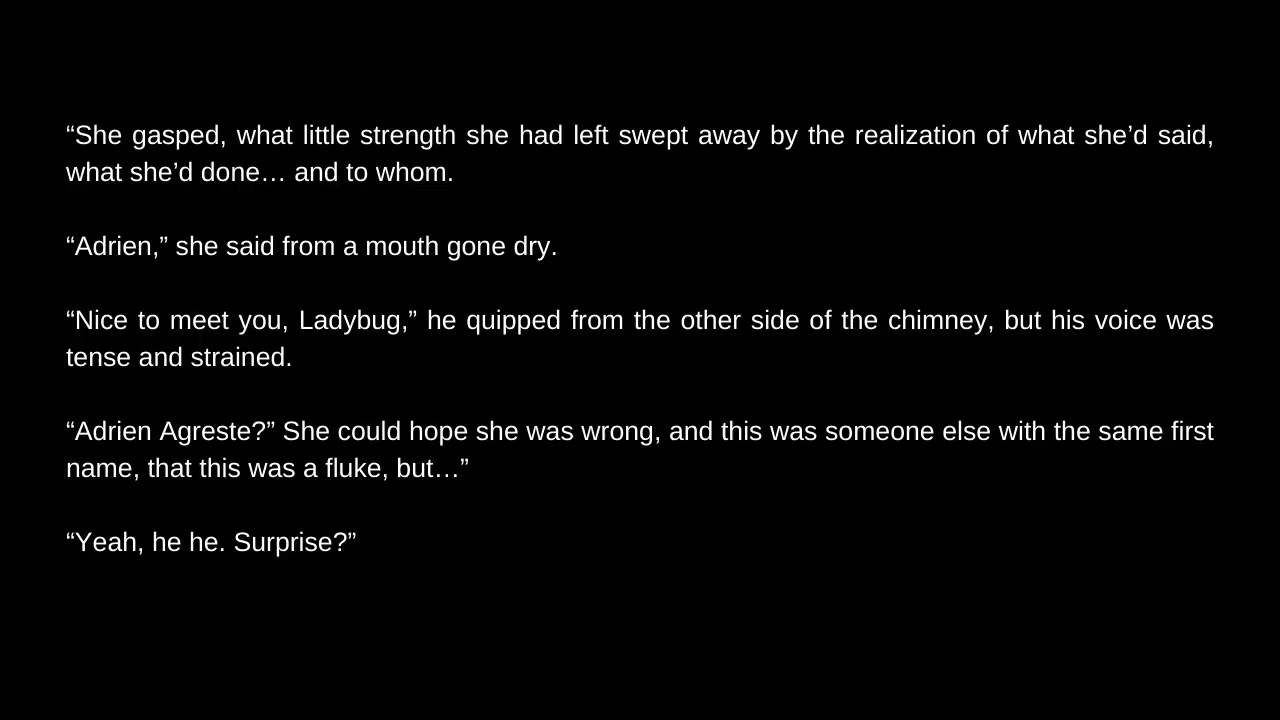 “She gasped, what little strength she had left swept away by the realization of what she’d said,
what she’d done… and to whom.
“Adrien,” she said from a mouth gone dry.
“Nice to meet you, Ladybug,” he quipped from the other side of the chimney, but his voice was
tense and strained.
“Adrien Agreste?” She could hope she was wrong, and this was someone else with the same first
name, that this was a fluke, but…”
“Yeah, he he. Surprise?”